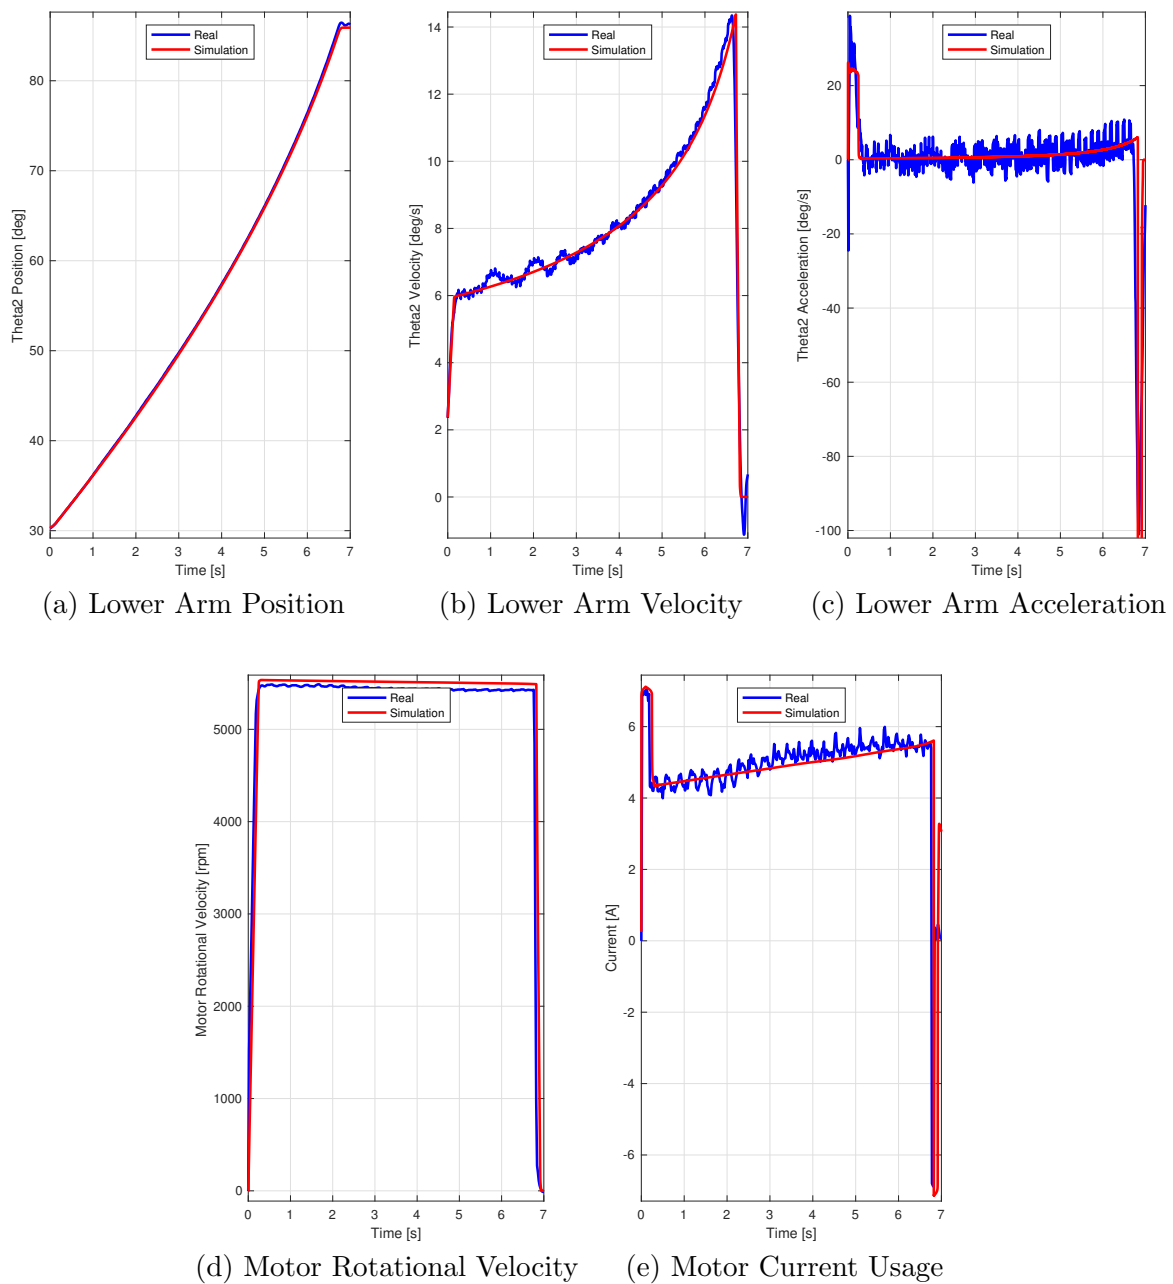 Real
Simulation
80
70
60
50
40
30
0 1 2 3 4 5 6 7
Time [s]
Theta2 Position [deg]
(a) Lower Arm Position
Real
Simulation
14
12
10
8
6
4
2
0
0 1 2 3 4 5 6 7
Time [s]
Theta2 Velocity [deg/s]
(b) Lower Arm Velocity
Real
Simulation
20
0
-20
-40
-60
-80
-100
0 1 2 3 4 5 6 7
Time [s]
Theta2 Acceleration [deg/s]
(c) Lower Arm Acceleration
Real
Simulation
5000
4000
3000
2000
1000
0
0 1 2 3 4 5 6 7
Time [s]
Motor Rotational Velocity [rpm]
(d) Motor Rotational Velocity
Real
Simulation
6
4
2
0
-2
-4
-6
0 1 2 3 4 5 6 7
Time [s]
Current [A]
(e) Motor Current Usage